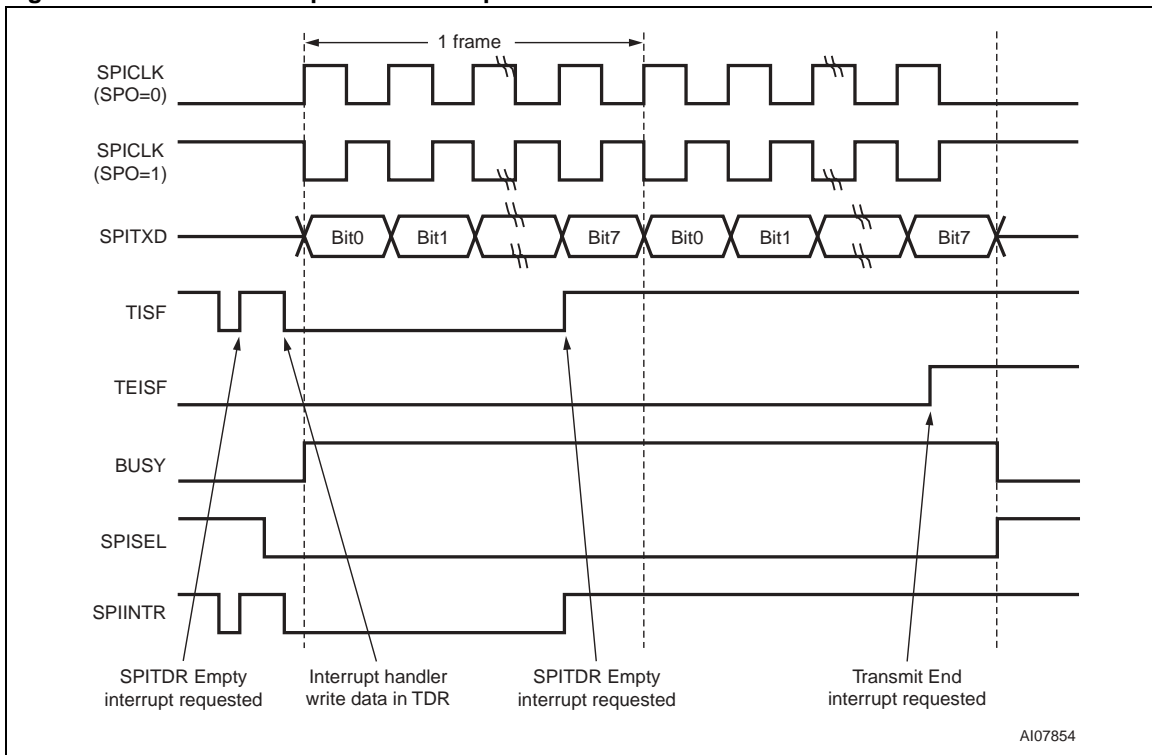 1 frame
SPICLK
(SPO=0)
SPICLK
(SPO=1)
SPITXD
Bit0 Bit1 Bit7 Bit0 Bit1 Bit7
TISF
TEISF
BUSY
SPISEL
SPIINTR
SPITDR Empty
interrupt requested
Interrupt handler
write data in TDR
SPITDR Empty
interrupt requested
Transmit End
interrupt requested
AI07854